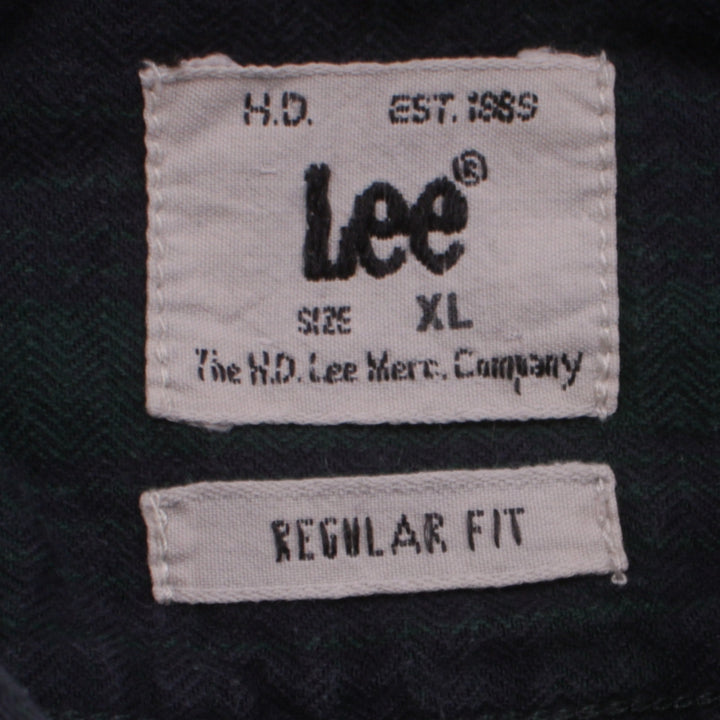 H.D. EST. 1889
Lee®
SIZE XL
The H.D. Lee Merc. Company
REGULAR FIT